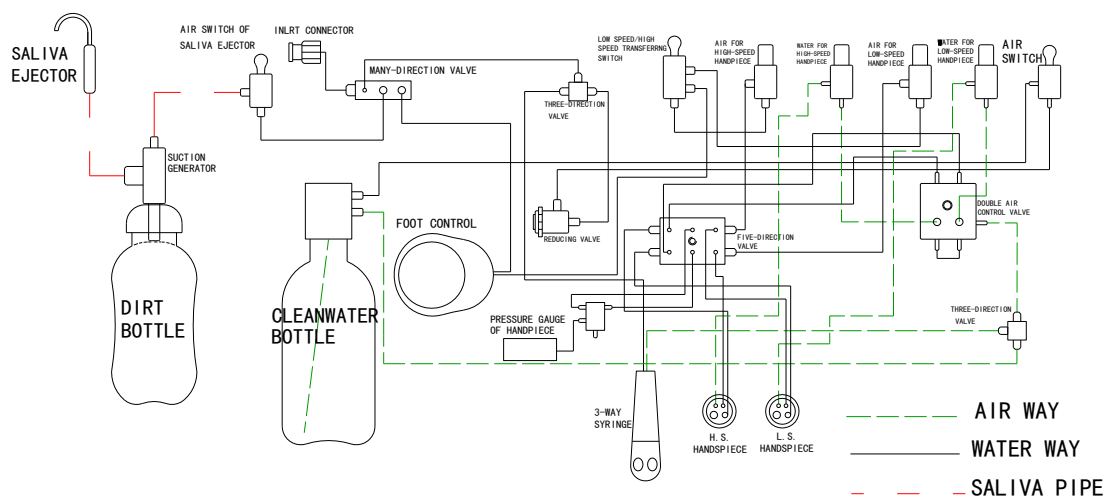 SALIVA
EJECTOR
AIR SWITCH OF
SALIVA EJECTOR
INLRT CONNECTOR
MANY-DIRECTION VALVE
THREE-DIRECTION
VALVE
LOW SPEED/HIGH
SPEED TRANSFERRNG
SWITCH
AIR FOR
HIGH-SPEED
HANDPIECE
WATER FOR
HIGH-SPEED
HANDPIECE
AIR FOR
LOW-SPEED
HANDPIECE
WATER FOR
LOW-SPEED
HANDPIECE
AIR
SWITCH
SUCTION
GENERATOR
FOOT CONTROL
REDUCING VALVE
FIVE-DIRECTION
VALVE
DOUBLE AIR
CONTROL VALVE
DIRT
BOTTLE
CLEANWATER
BOTTLE
PRESSURE GAUGE
OF HANDPIECE
THREE-DIRECTION
VALVE
3-WAY
SYRINGE
H.S.
HANDSPIECE
L.S.
HANDSPIECE
AIR WAY
WATER WAY
SALIVA PIPE